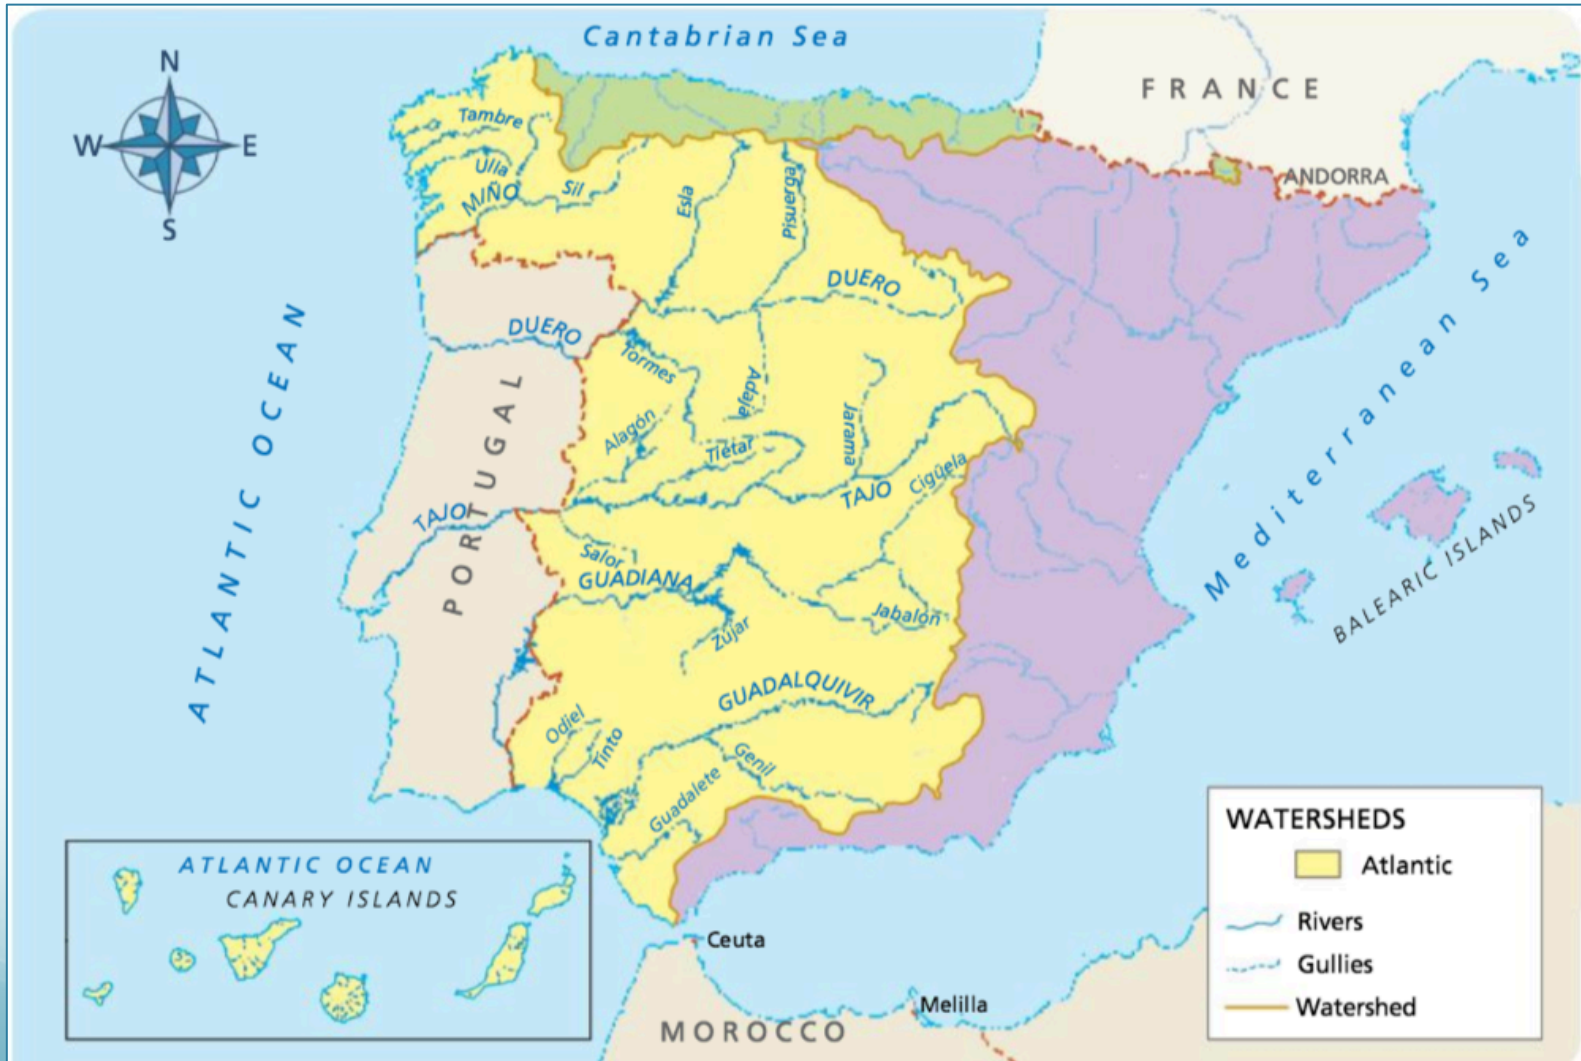 Cantabrian Sea
FRANCE
N
W
E
S
Tambre
Ulla
MIÑO
Sil
Esla
Pisuerga
ANDORRA
DUERO
DUERO
Tormes
Adaja
Alagón
Tiétar
Jarama
TAJO
Cigüela
TAJO
PORTUGAL
ATLANTIC OCEAN
Mediterranean Sea
BALEARIC ISLANDS
Salor
GUADIANA
Jabalón
Zújar
GUADALQUIVIR
Odiel
Tinto
Genil
Guadalete
ATLANTIC OCEAN
CANARY ISLANDS
Ceuta
Melilla
MOROCCO
WATERSHEDS
Atlantic
Rivers
Gullies
Watershed